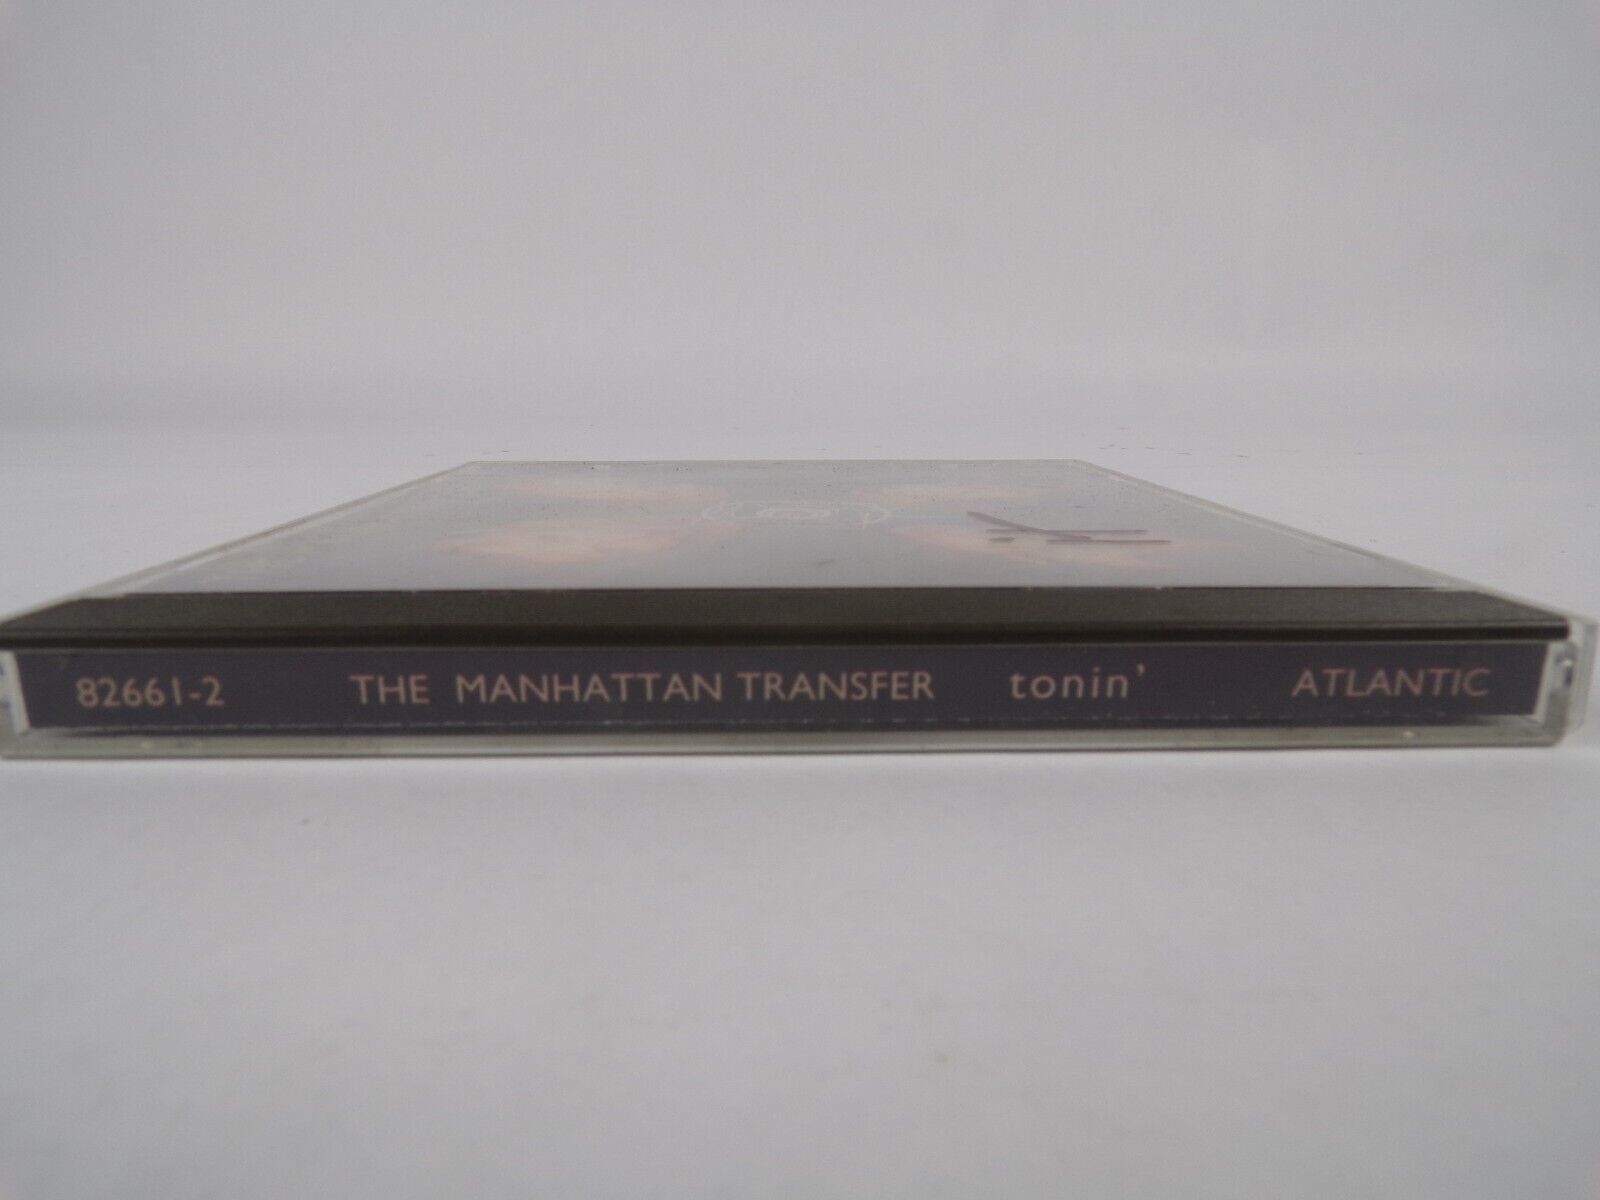 82661-2 THE MANHATTAN TRANSFER tonin' ATLANTIC